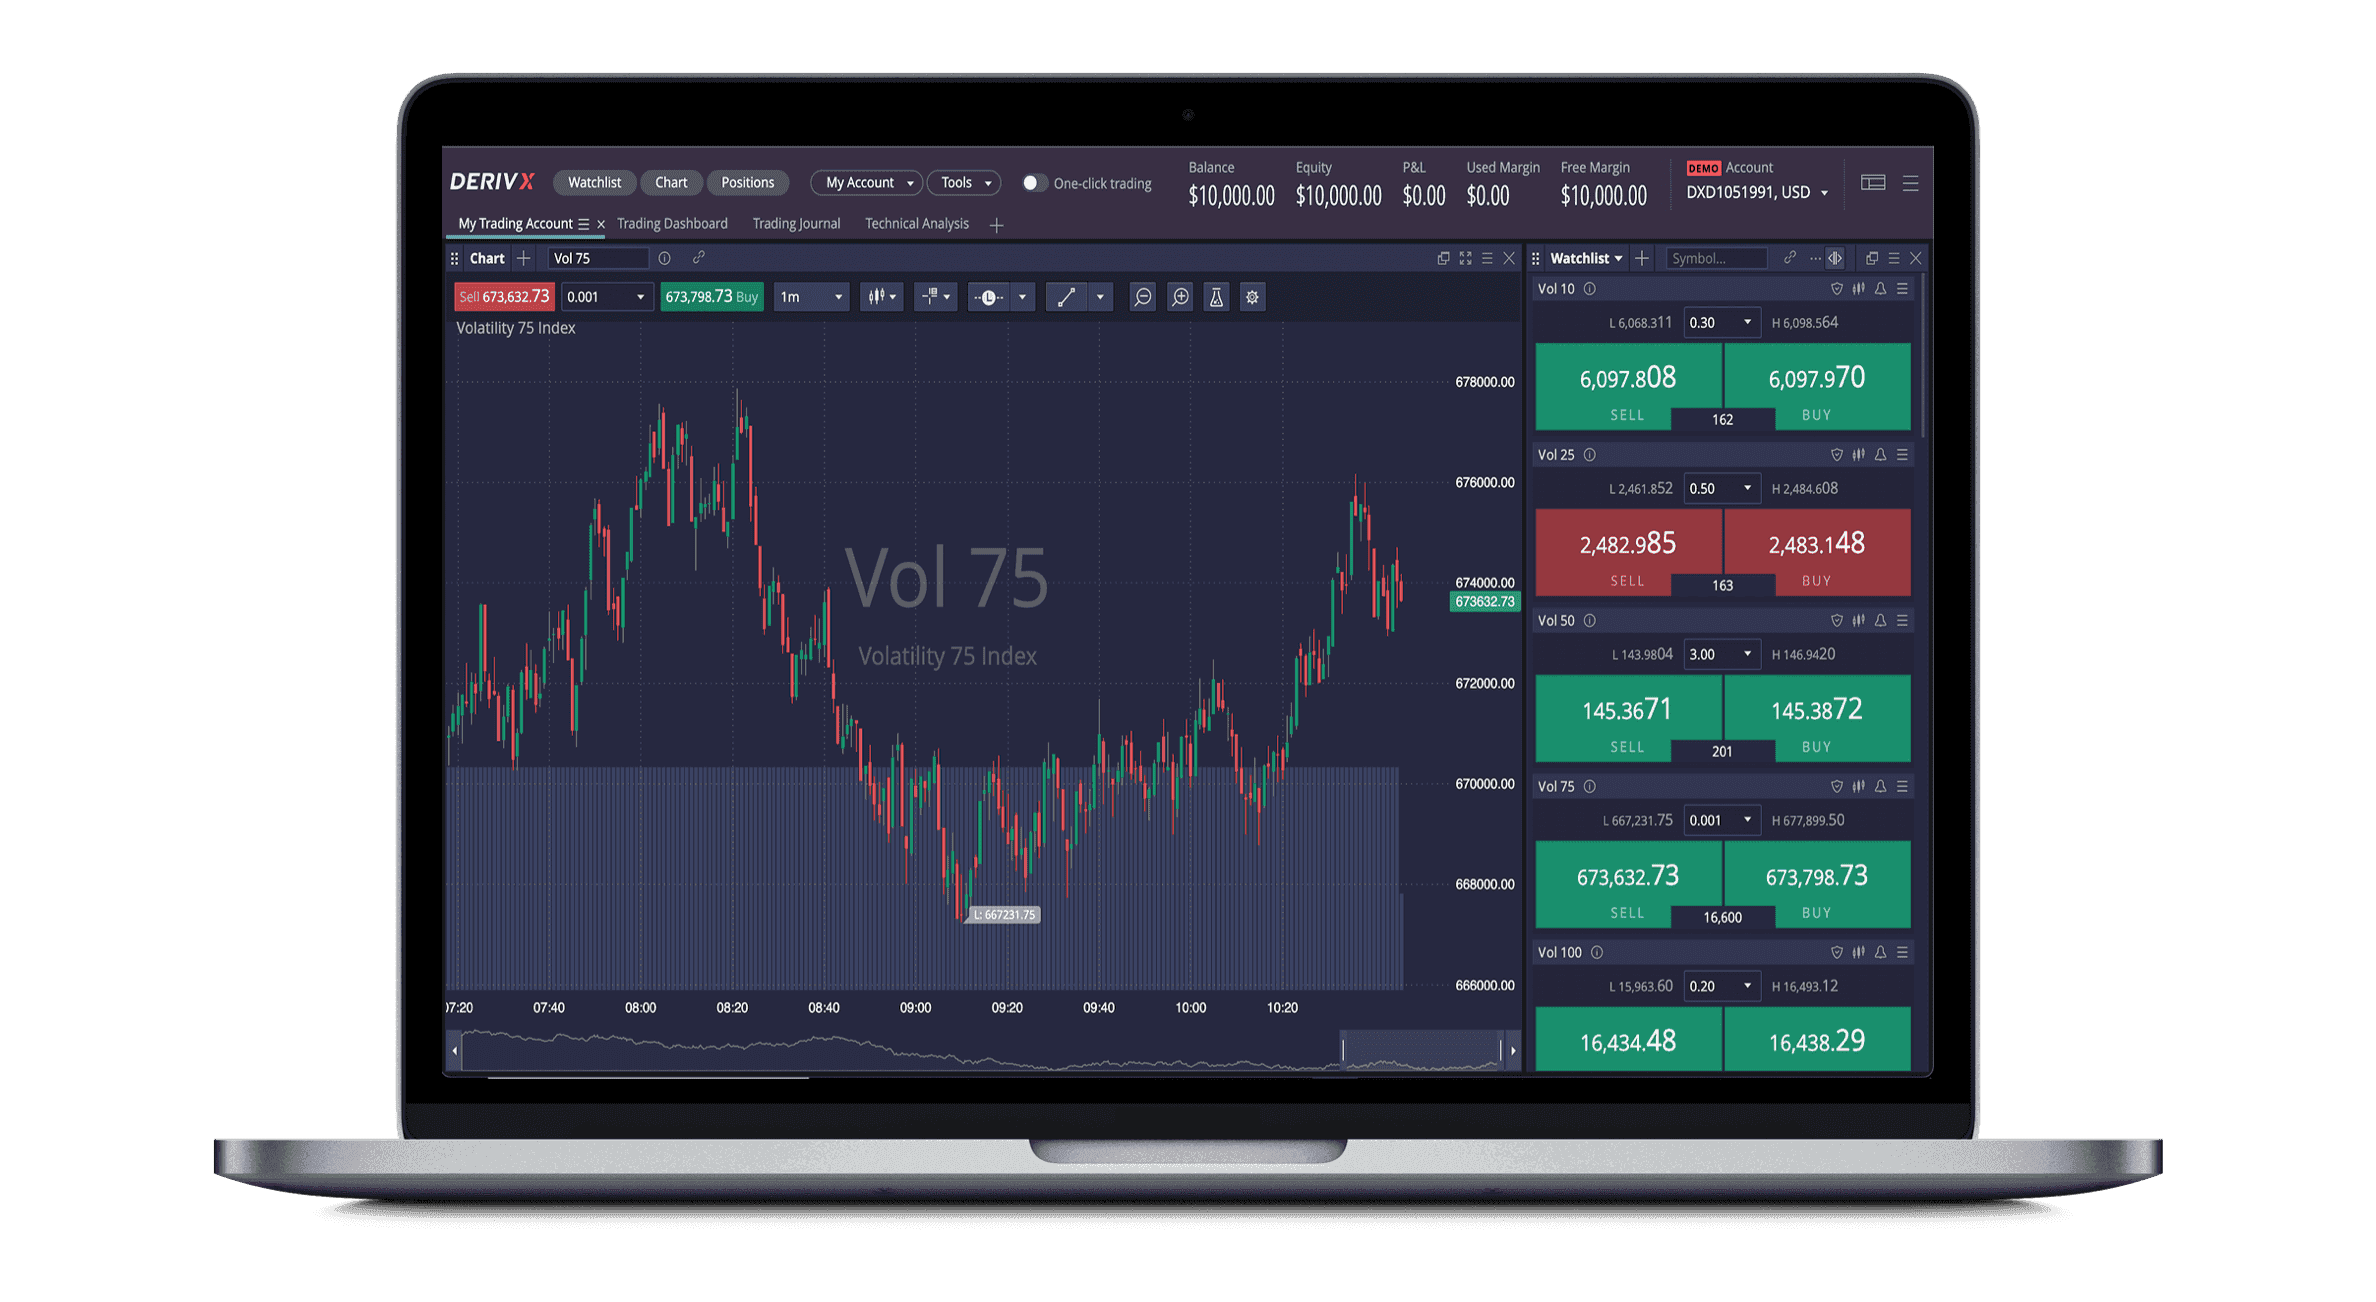 DERIV X Watchlist Chart Positions My Account Tools One-click trading
Balance Equity P&L Used Margin Free Margin DEMO Account
$10,000.00 $10,000.00 $0.00 $0.00 $10,000.00 DXD1051991, USD
My Trading Account Trading Dashboard Trading Journal Technical Analysis
Chart Vol 75
Sell 673,632.73 0.001 673,798.73 Buy 1m
Volatility 75 Index
Vol 75
Volatility 75 Index
678000.00
676000.00
674000.00
673632.73
672000.00
670000.00
668000.00
666000.00
L: 667231.75
07:20 07:40 08:00 08:20 08:40 09:00 09:20 09:40 10:00 10:20
Watchlist Symbol...
Vol 10
L 6,068.311 0.30 H 6,098.564
6,097.808 6,097.970
SELL 162 BUY
Vol 25
L 2,461.852 0.50 H 2,484.608
2,482.985 2,483.148
SELL 163 BUY
Vol 50
L 143.9804 3.00 H 146.9420
145.3671 145.3872
SELL 201 BUY
Vol 75
L 667,231.75 0.001 H 677,899.50
673,632.73 673,798.73
SELL 16,600 BUY
Vol 100
L 15,963.60 0.20 H 16,493.12
16,434.48 16,438.29